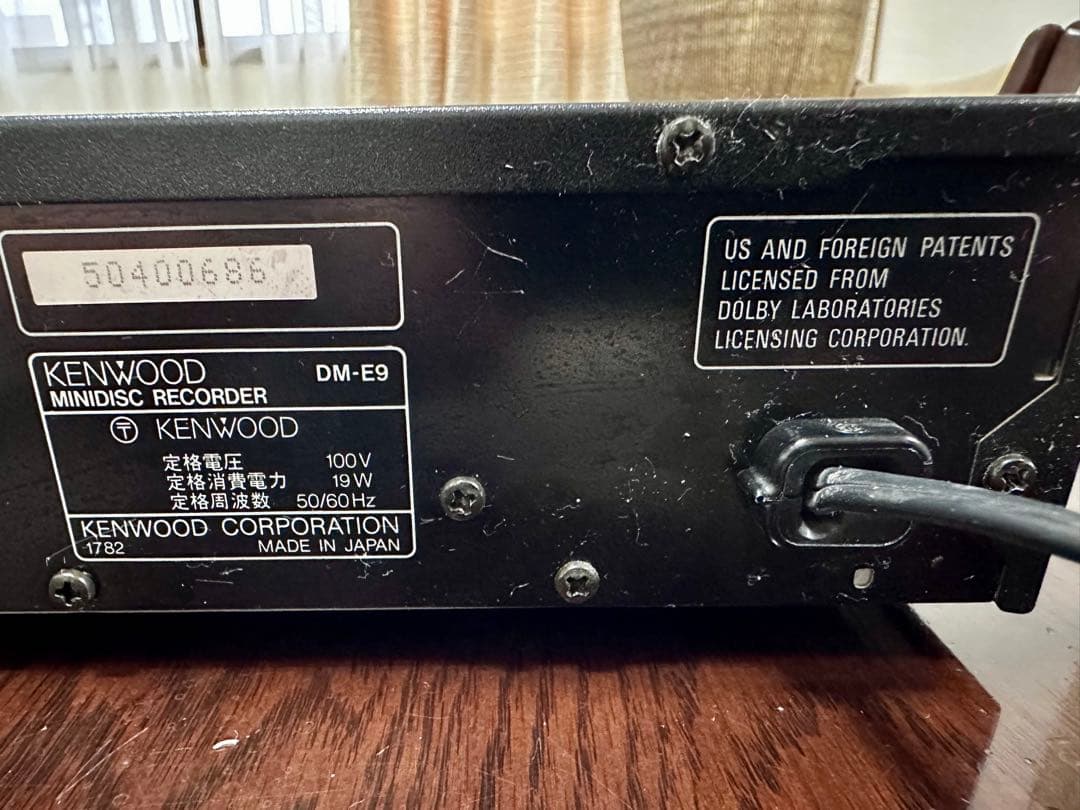 50400686
KENWOOD DM-E9
MINIDISC RECORDER
〒 KENWOOD
定格電圧 100V
定格消費電力 19W
定格周波数 50/60Hz
KENWOOD CORPORATION
1782 MADE IN JAPAN
US AND FOREIGN PATENTS
LICENSED FROM
DOLBY LABORATORIES
LICENSING CORPORATION.